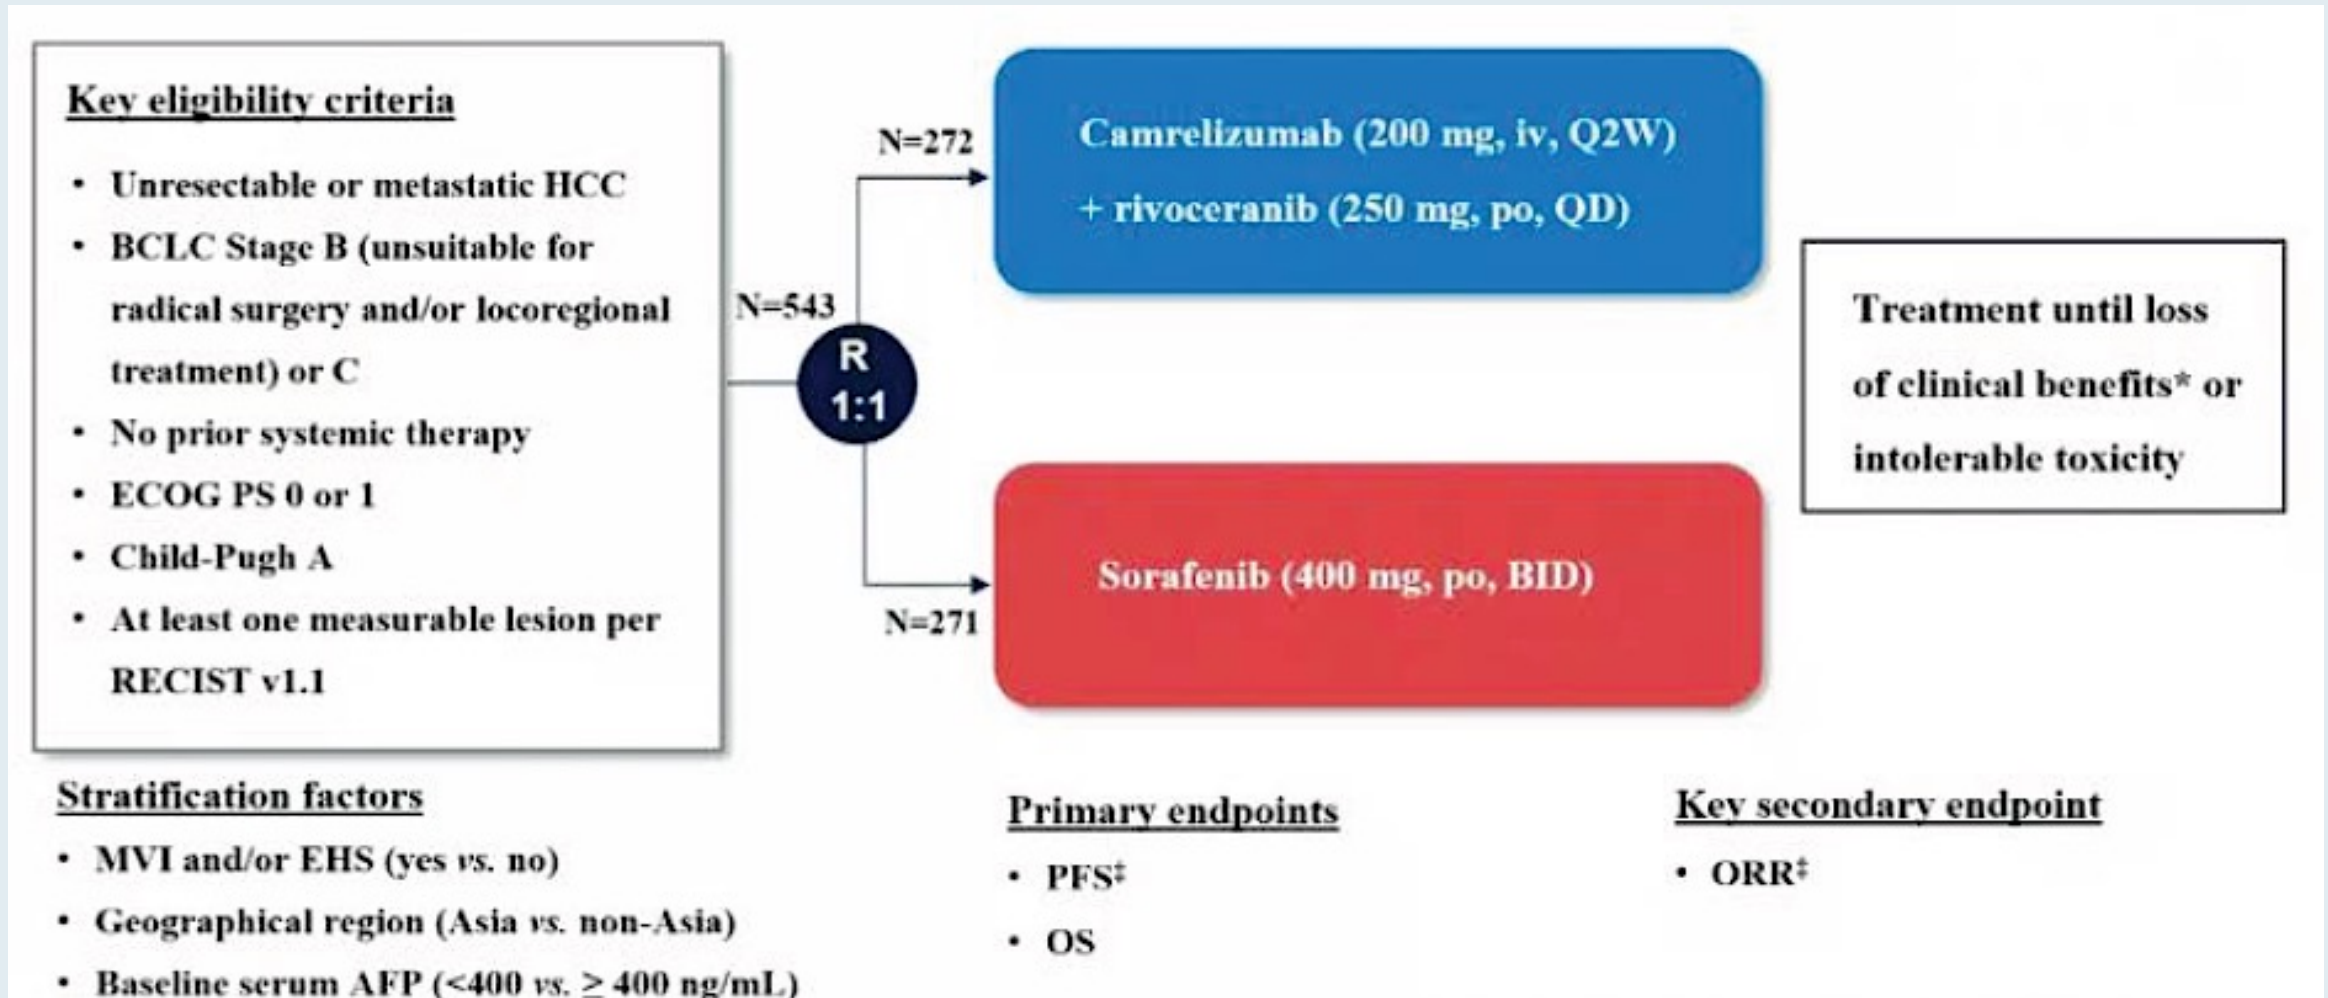 Key eligibility criteria
• Unresectable or metastatic HCC
• BCLC Stage B (unsuitable for
radical surgery and/or locoregional
treatment) or C
• No prior systemic therapy
• ECOG PS 0 or 1
• Child-Pugh A
• At least one measurable lesion per
RECIST v1.1
N=543
R
1:1
N=272
Camrelizumab (200 mg, iv, Q2W)
+ rivoceranib (250 mg, po, QD)
N=271
Sorafenib (400 mg, po, BID)
Treatment until loss
of clinical benefits* or
intolerable toxicity
Stratification factors
• MVI and/or EHS (yes vs. no)
• Geographical region (Asia vs. non-Asia)
• Baseline serum AFP (<400 vs. ≥ 400 ng/mL)
Primary endpoints
• PFS‡
• OS
Key secondary endpoint
• ORR‡